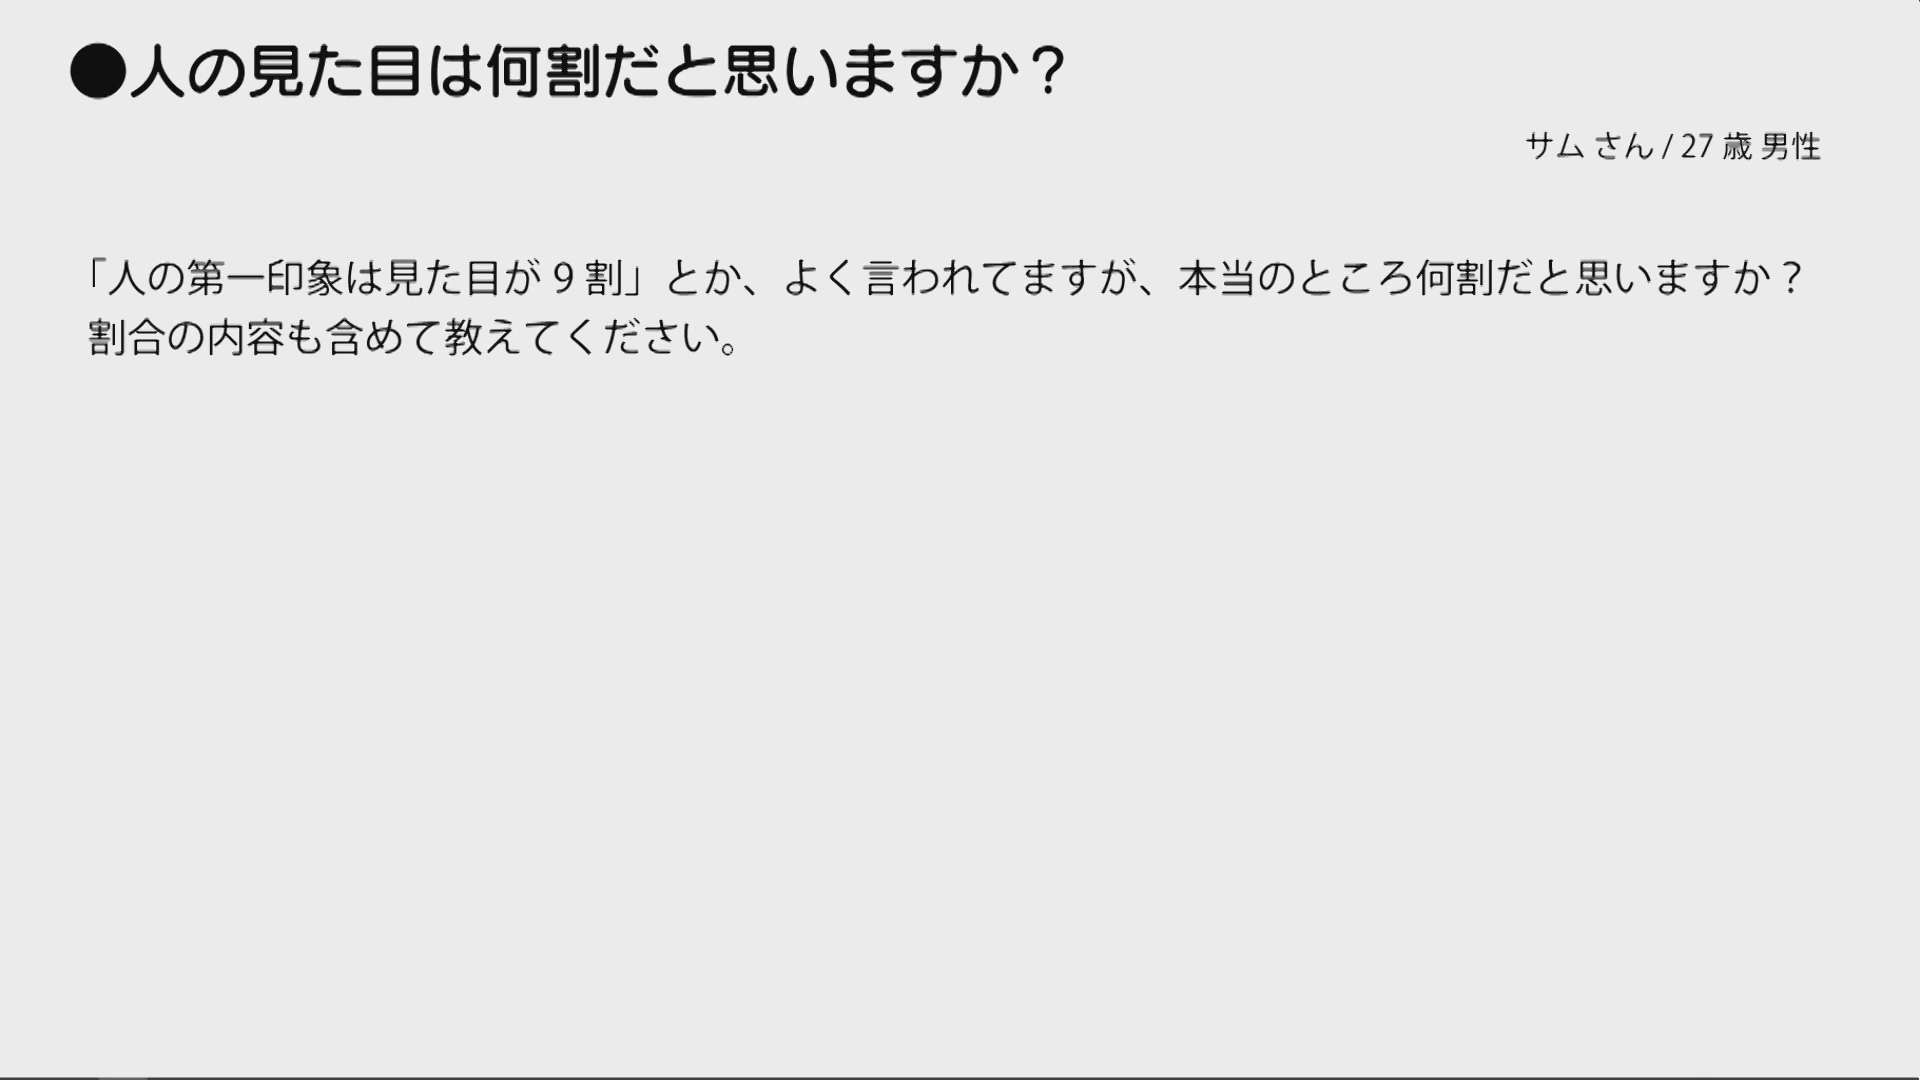 ●人の見た目は何割だと思いますか？
サム さん / 27 歳 男性
「人の第一印象は見た目が 9 割」とか、よく言われてますが、本当のところ何割だと思いますか？
割合の内容も含めて教えてください。